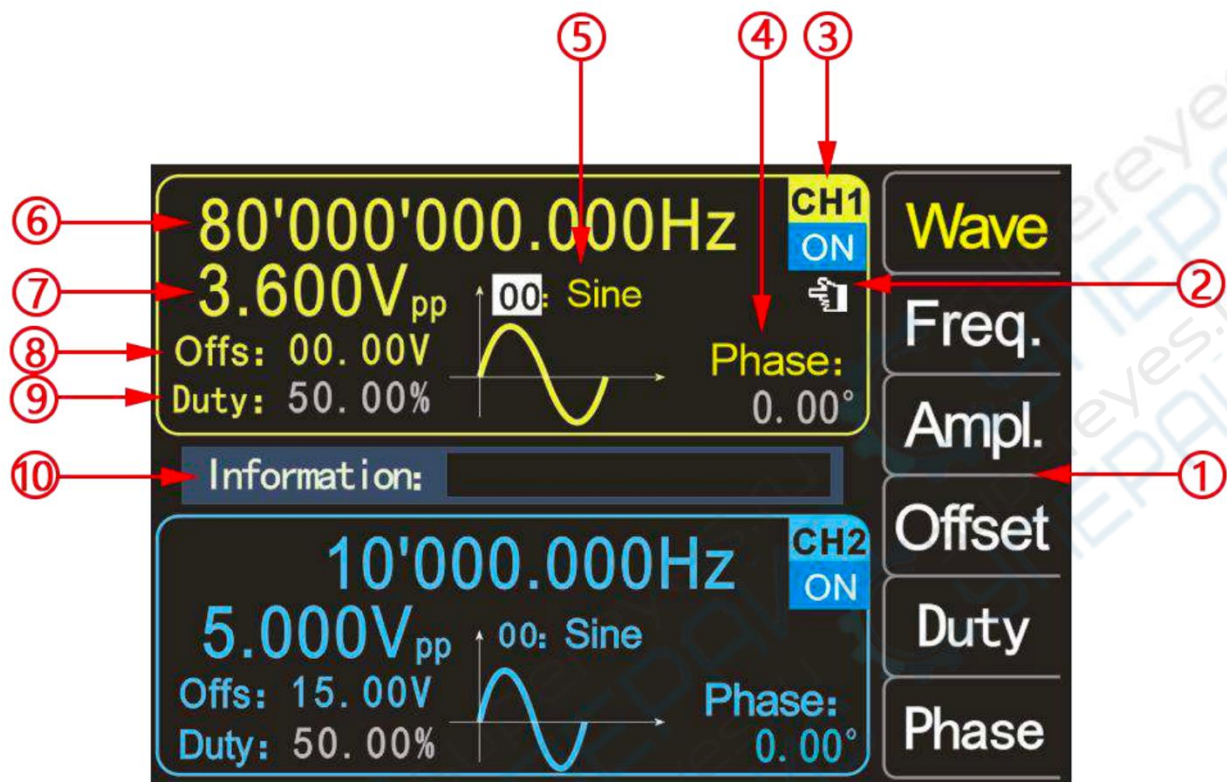 ⑤ ④ ③
⑥ 80'000'000.000Hz CH1
ON
⑦ 3.600Vpp 00: Sine ②
⑧ Offs: 00.00V Phase:
⑨ Duty: 50.00% 0.00°
⑩ Information:
10'000.000Hz CH2
ON
5.000Vpp 00: Sine
Offs: 15.00V Phase:
Duty: 50.00% 0.00°
Wave
Freq.
Ampl. ①
Offset
Duty
Phase